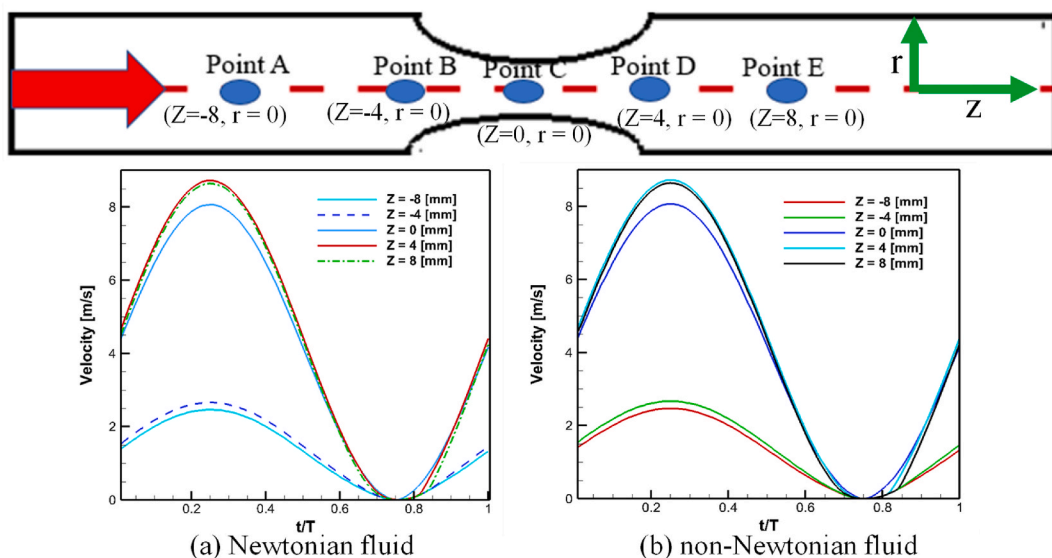 Point A
Point B
Point C
Point D
Point E
r
z
(Z=-8, r = 0)
(Z=-4, r = 0)
(Z=0, r = 0)
(Z=4, r = 0)
(Z=8, r = 0)
Velocity [m/s]
8
6
4
2
0
0.2
0.4
0.6
0.8
1
t/T
Z = -8 [mm]
Z = -4 [mm]
Z = 0 [mm]
Z = 4 [mm]
Z = 8 [mm]
(a) Newtonian fluid
Velocity [m/s]
8
6
4
2
0
0.2
0.4
0.6
0.8
1
t/T
Z = -8 [mm]
Z = -4 [mm]
Z = 0 [mm]
Z = 4 [mm]
Z = 8 [mm]
(b) non-Newtonian fluid